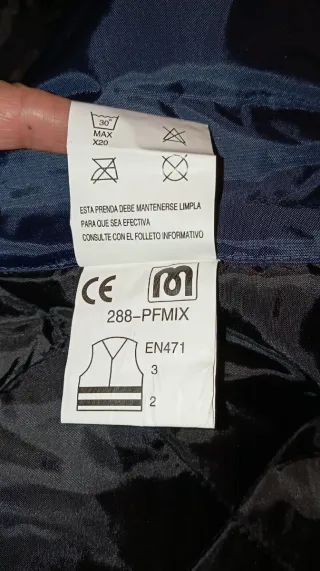 30°
MAX
X20
ESTA PRENDA DEBE MANTENERSE LIMPLA
PARA QUE SEA EFECTIVA
CONSULTE CON EL FOLLETO INFORMATIVO
CE
m
288-PFMIX
EN471
3
2